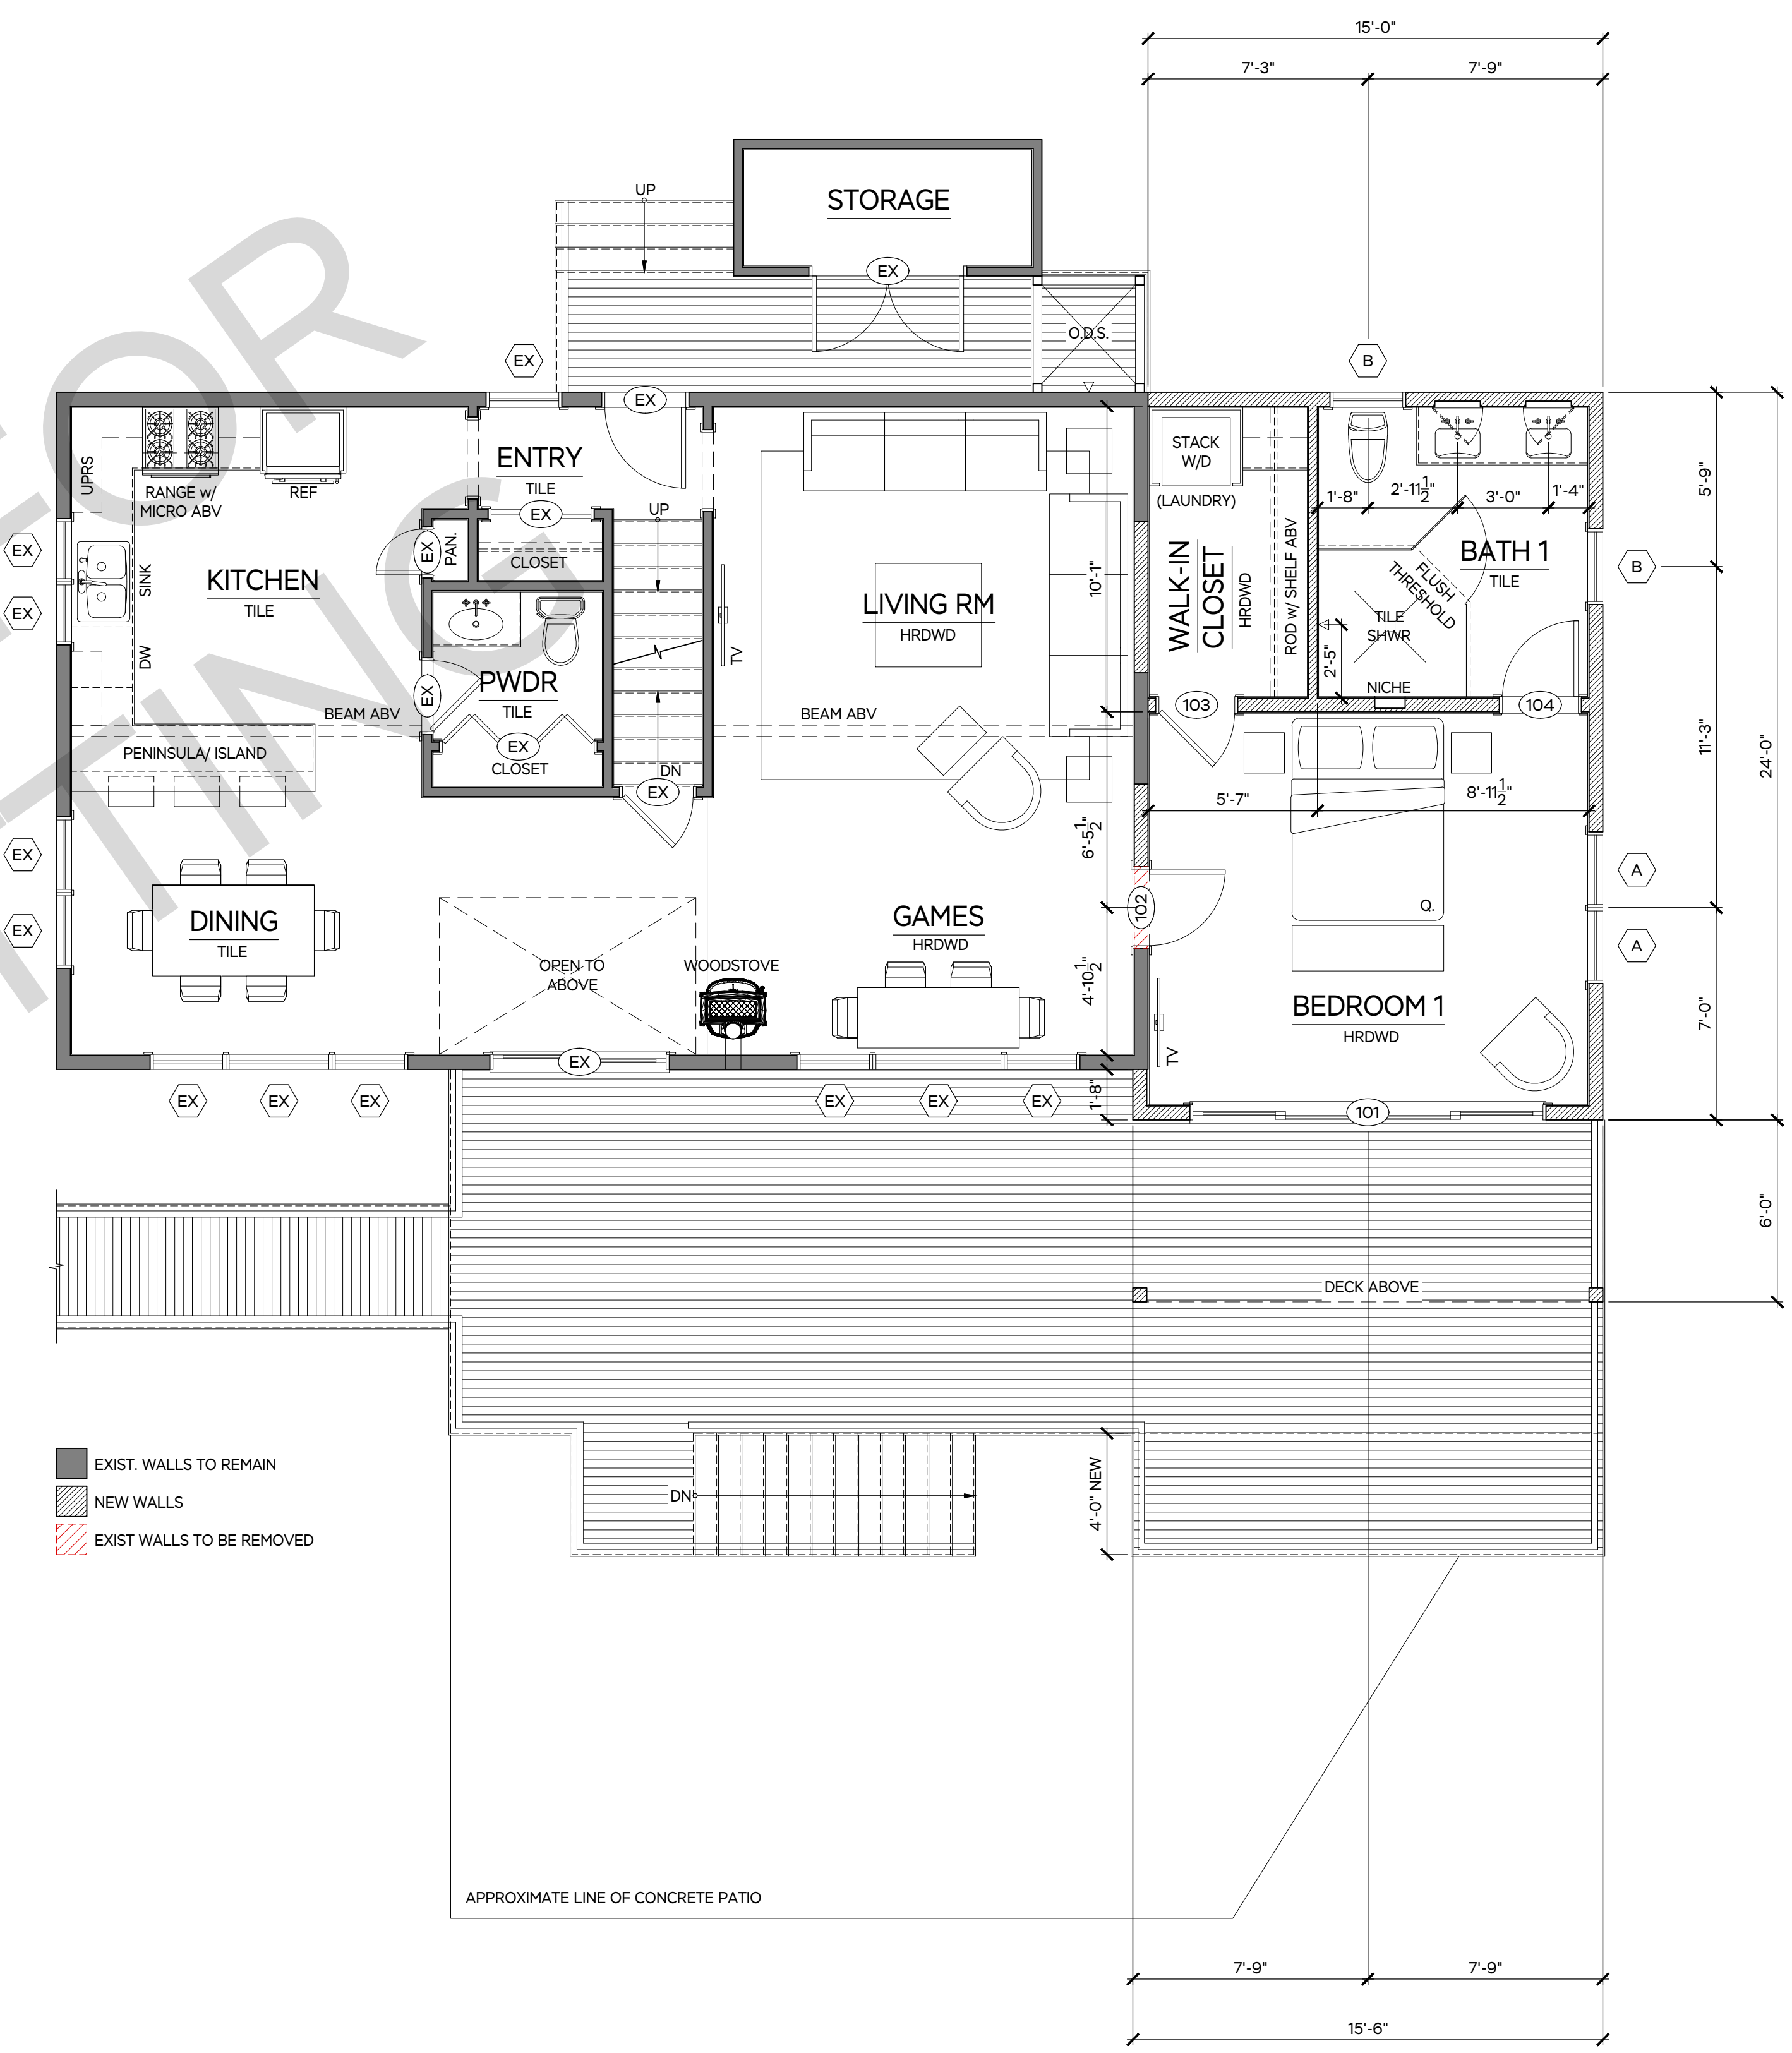 15'-0"
7'-3"
7'-9"
UP
STORAGE
EX
O.D.S.
EX
B
EX
FOR
TING
UPRS
RANGE w/
MICRO ABV
REF
ENTRY
TILE
EX
CLOSET
EX
PAN.
UP
STACK
W/D
(LAUNDRY)
1'-8"
2'-11 1/2"
3'-0"
1'-4"
5'-9"
EX
EX
SINK
DW
KITCHEN
TILE
LIVING RM
HRDWD
10'-1"
WALK-IN
CLOSET
HRDWD
ROD w/ SHELF ABV
BATH 1
TILE
FLUSH
THRESHOLD
TILE
SHWR
2'-5"
NICHE
B
TV
EX
PWDR
TILE
BEAM ABV
BEAM ABV
103
104
PENINSULA/ ISLAND
EX
CLOSET
DN
EX
5'-7"
8'-11 1/2"
11'-3"
24'-0"
6'-5 1/2"
EX
EX
A
A
DINING
TILE
OPEN TO
ABOVE
WOODSTOVE
GAMES
HRDWD
102
Q.
4'-10 1/2"
BEDROOM 1
HRDWD
TV
7'-0"
EX
EX
EX
EX
EX
EX
EX
1'-8"
101
6'-0"
DECK ABOVE
EXIST. WALLS TO REMAIN
NEW WALLS
EXIST WALLS TO BE REMOVED
DN
4'-0" NEW
APPROXIMATE LINE OF CONCRETE PATIO
7'-9"
7'-9"
15'-6"